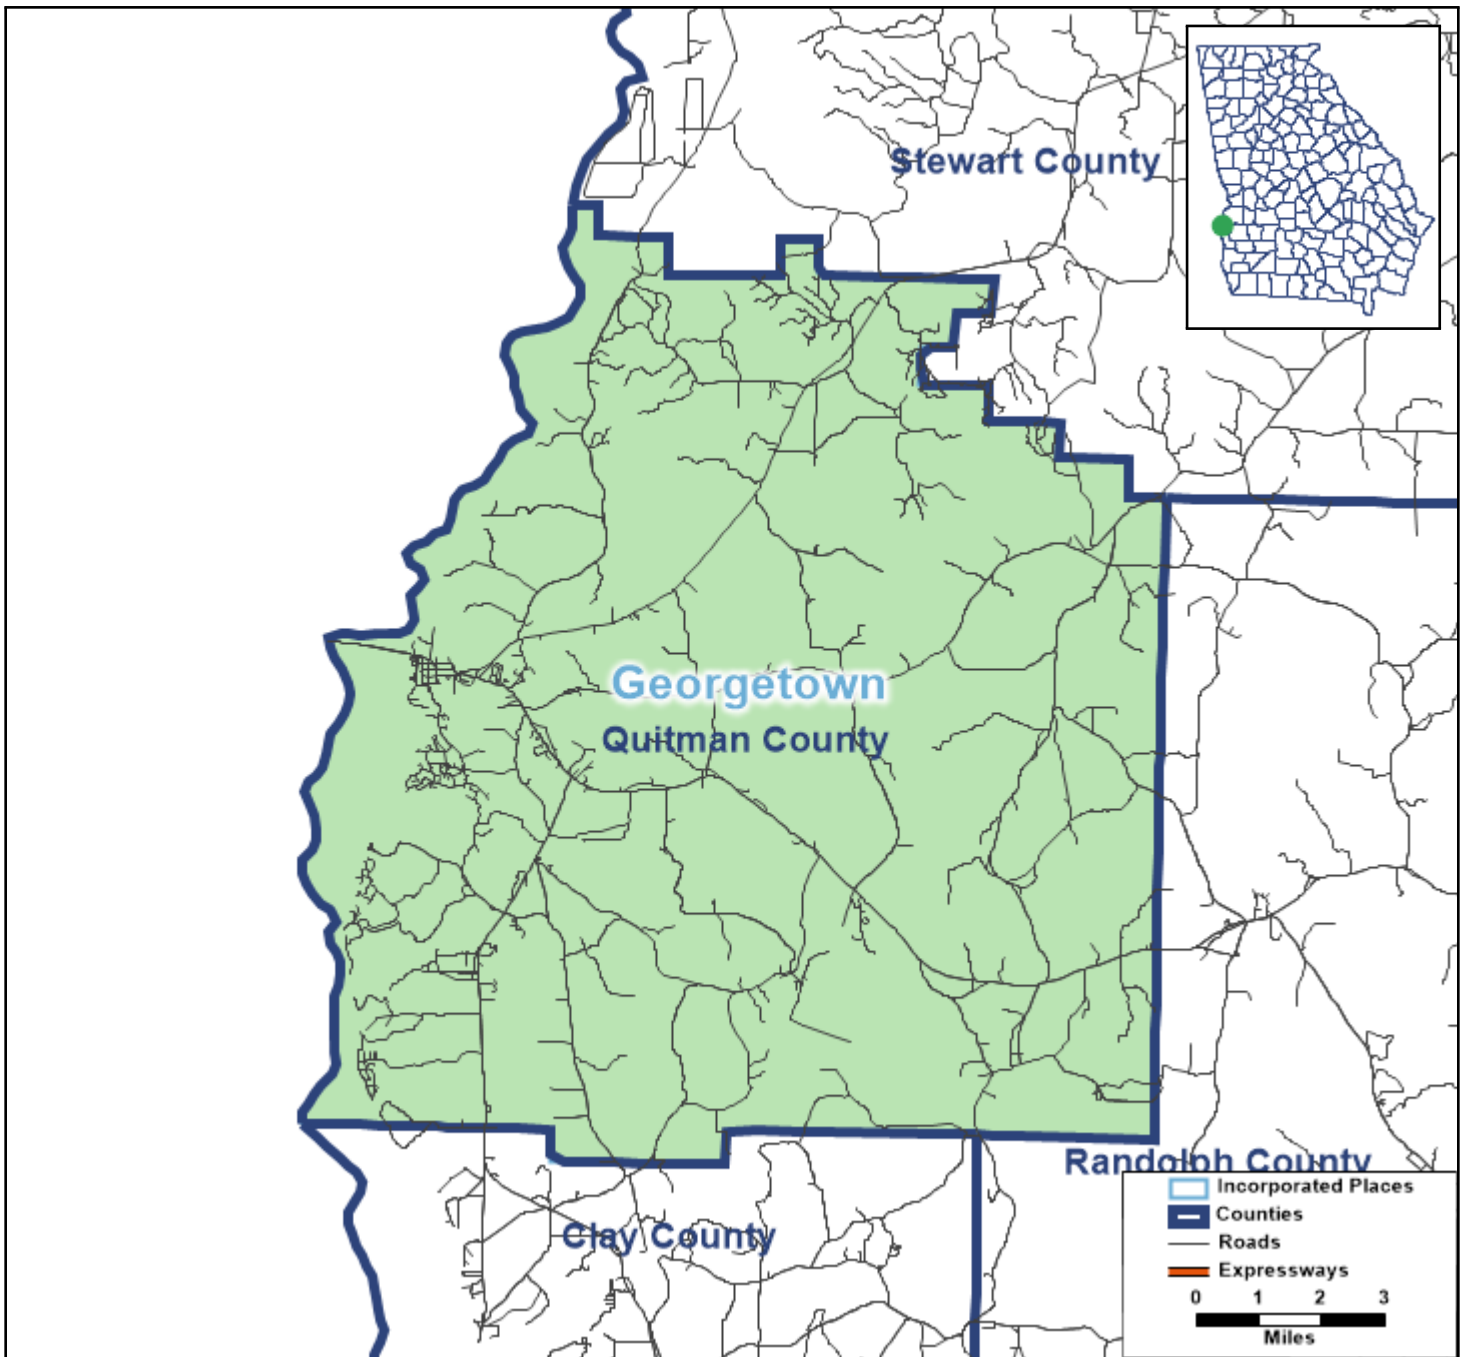 Stewart County
Georgetown
Quitman County
Randolph County
Clay County
Incorporated Places
Counties
Roads
Expressways
0 1 2 3
Miles